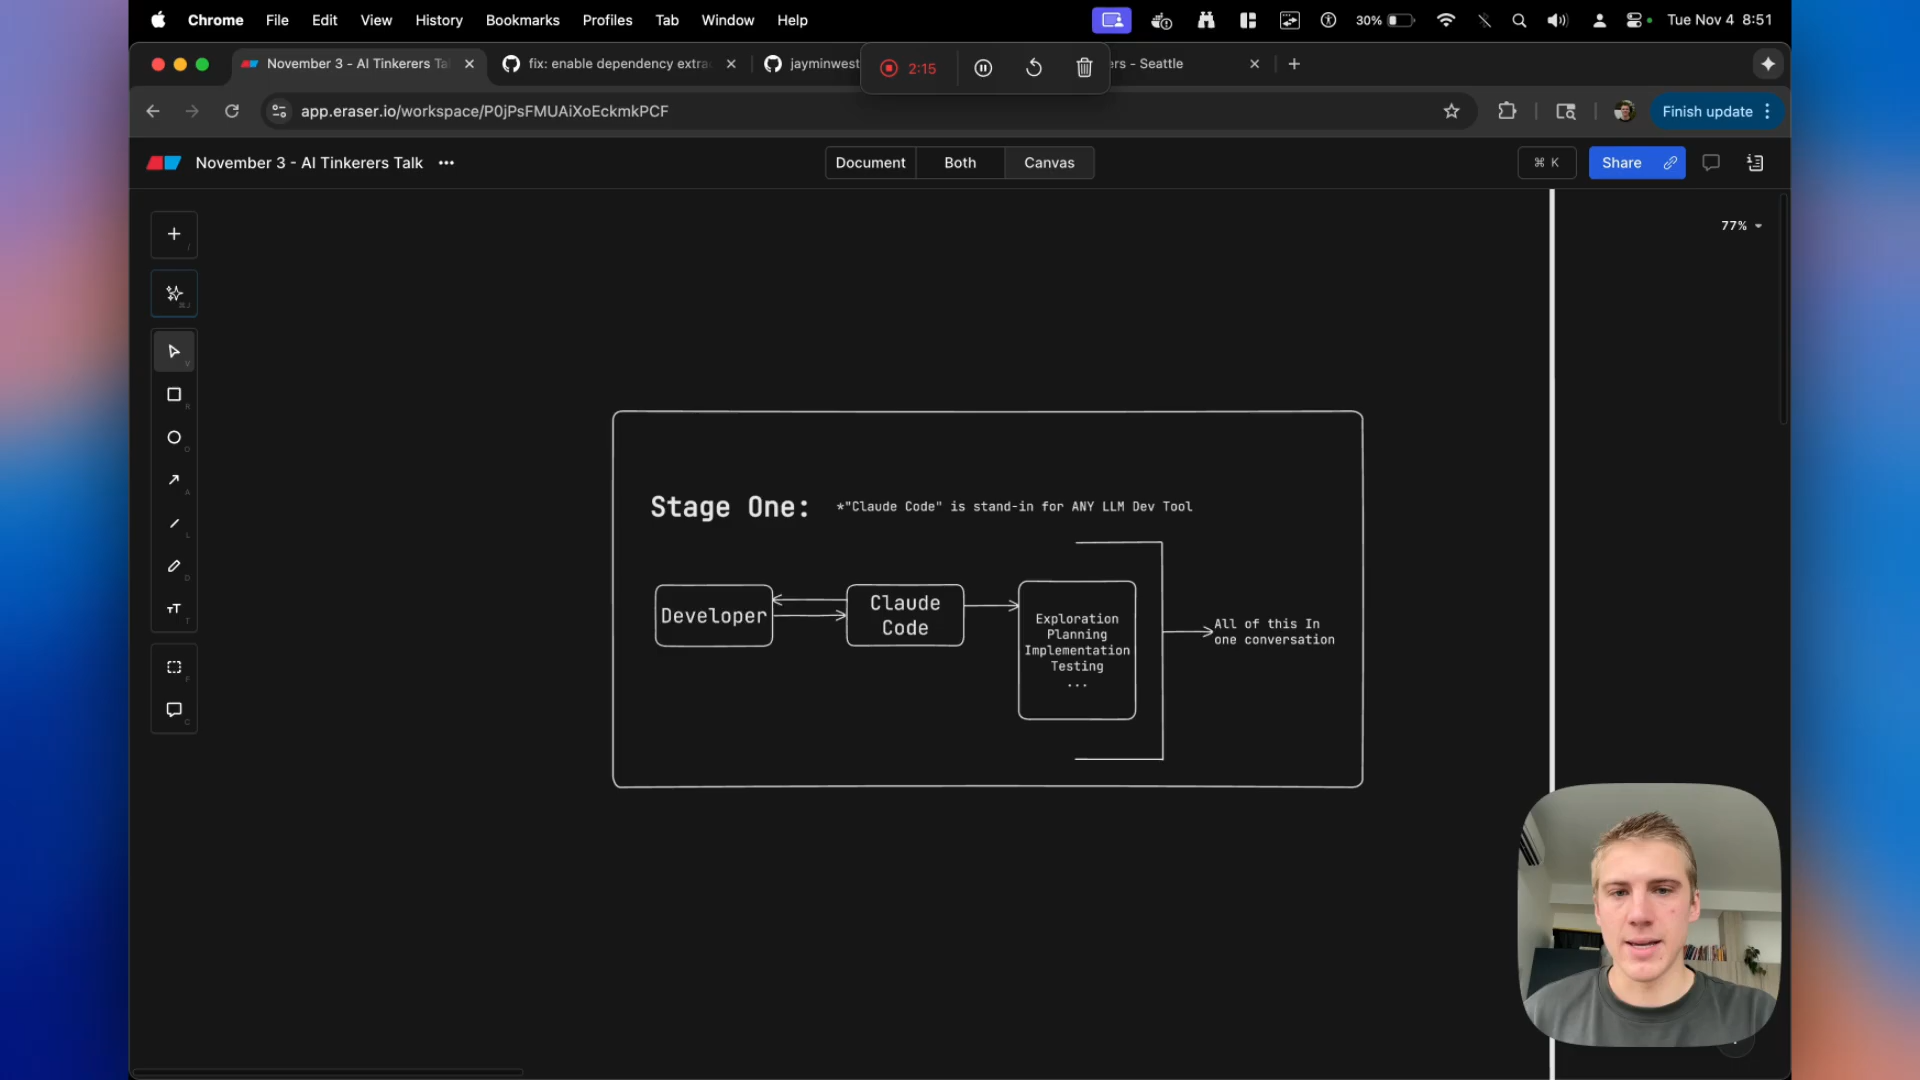 Chrome File Edit View History Bookmarks Profiles Tab Window Help 30% Tue Nov 4 8:51
November 3 - AI Tinkerers Ta fix: enable dependency extra jayminwest 2:15 rs - Seattle
app.eraser.io/workspace/P0jPsFMUAiXoEckmkPCF Finish update
November 3 - AI Tinkerers Talk ••• Document Both Canvas ⌘ K Share
77%
/
⌘J
V
R
O
A
L
D
T
F
C
Stage One: *"Claude Code" is stand-in for ANY LLM Dev Tool
Developer
Claude
Code
Exploration
Planning
Implementation
Testing
...
All of this In
one conversation